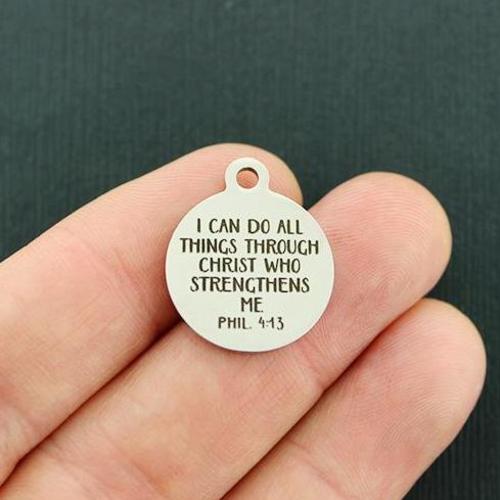 I CAN DO ALL
THINGS THROUGH
CHRIST WHO
STRENGTHENS
ME
PHIL. 4:13